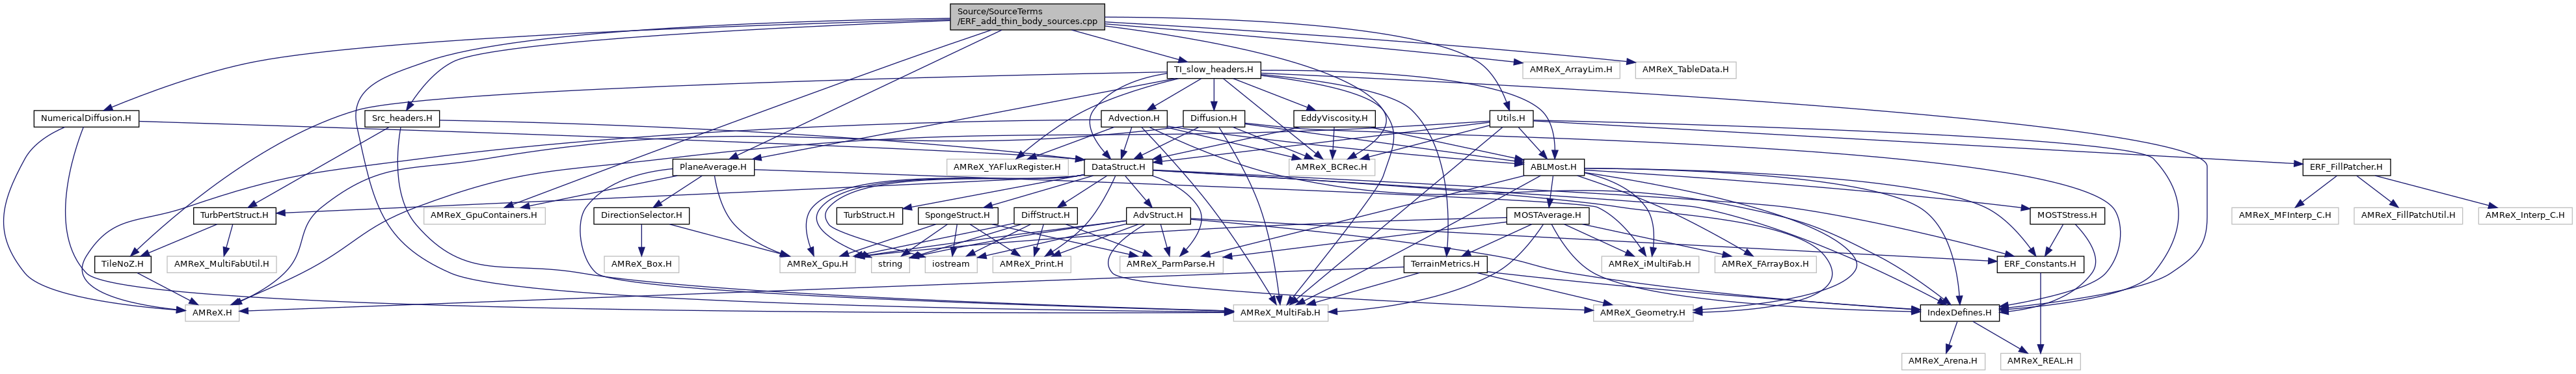 Source/SourceTerms
/ERF_add_thin_body_sources.cpp
TI_slow_headers.H
AMReX_ArrayLim.H
AMReX_TableData.H
NumericalDiffusion.H
Src_headers.H
Advection.H
Diffusion.H
EddyViscosity.H
Utils.H
PlaneAverage.H
AMReX_YAFluxRegister.H
DataStruct.H
AMReX_BCRec.H
ABLMost.H
ERF_FillPatcher.H
TurbPertStruct.H
AMReX_GpuContainers.H
DirectionSelector.H
TurbStruct.H
SpongeStruct.H
DiffStruct.H
AdvStruct.H
MOSTAverage.H
MOSTStress.H
AMReX_MFInterp_C.H
AMReX_FillPatchUtil.H
AMReX_Interp_C.H
TileNoZ.H
AMReX_MultiFabUtil.H
AMReX_Box.H
AMReX_Gpu.H
string
iostream
AMReX_Print.H
AMReX_ParmParse.H
TerrainMetrics.H
AMReX_iMultiFab.H
AMReX_FArrayBox.H
ERF_Constants.H
AMReX.H
AMReX_MultiFab.H
AMReX_Geometry.H
IndexDefines.H
AMReX_Arena.H
AMReX_REAL.H